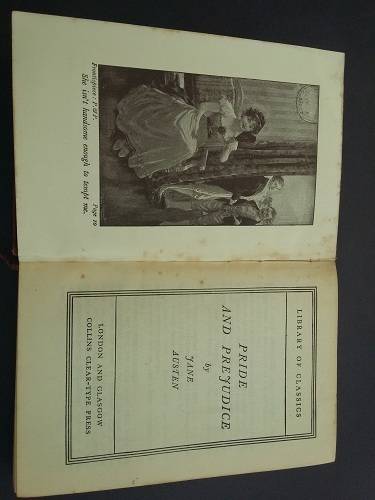 Frontispiece: P. & P.
Page 10
She isn't handsome enough to tempt me.
LIBRARY OF CLASSICS
PRIDE
AND PREJUDICE
by
JANE
AUSTEN
LONDON AND GLASGOW
COLLINS CLEAR-TYPE PRESS